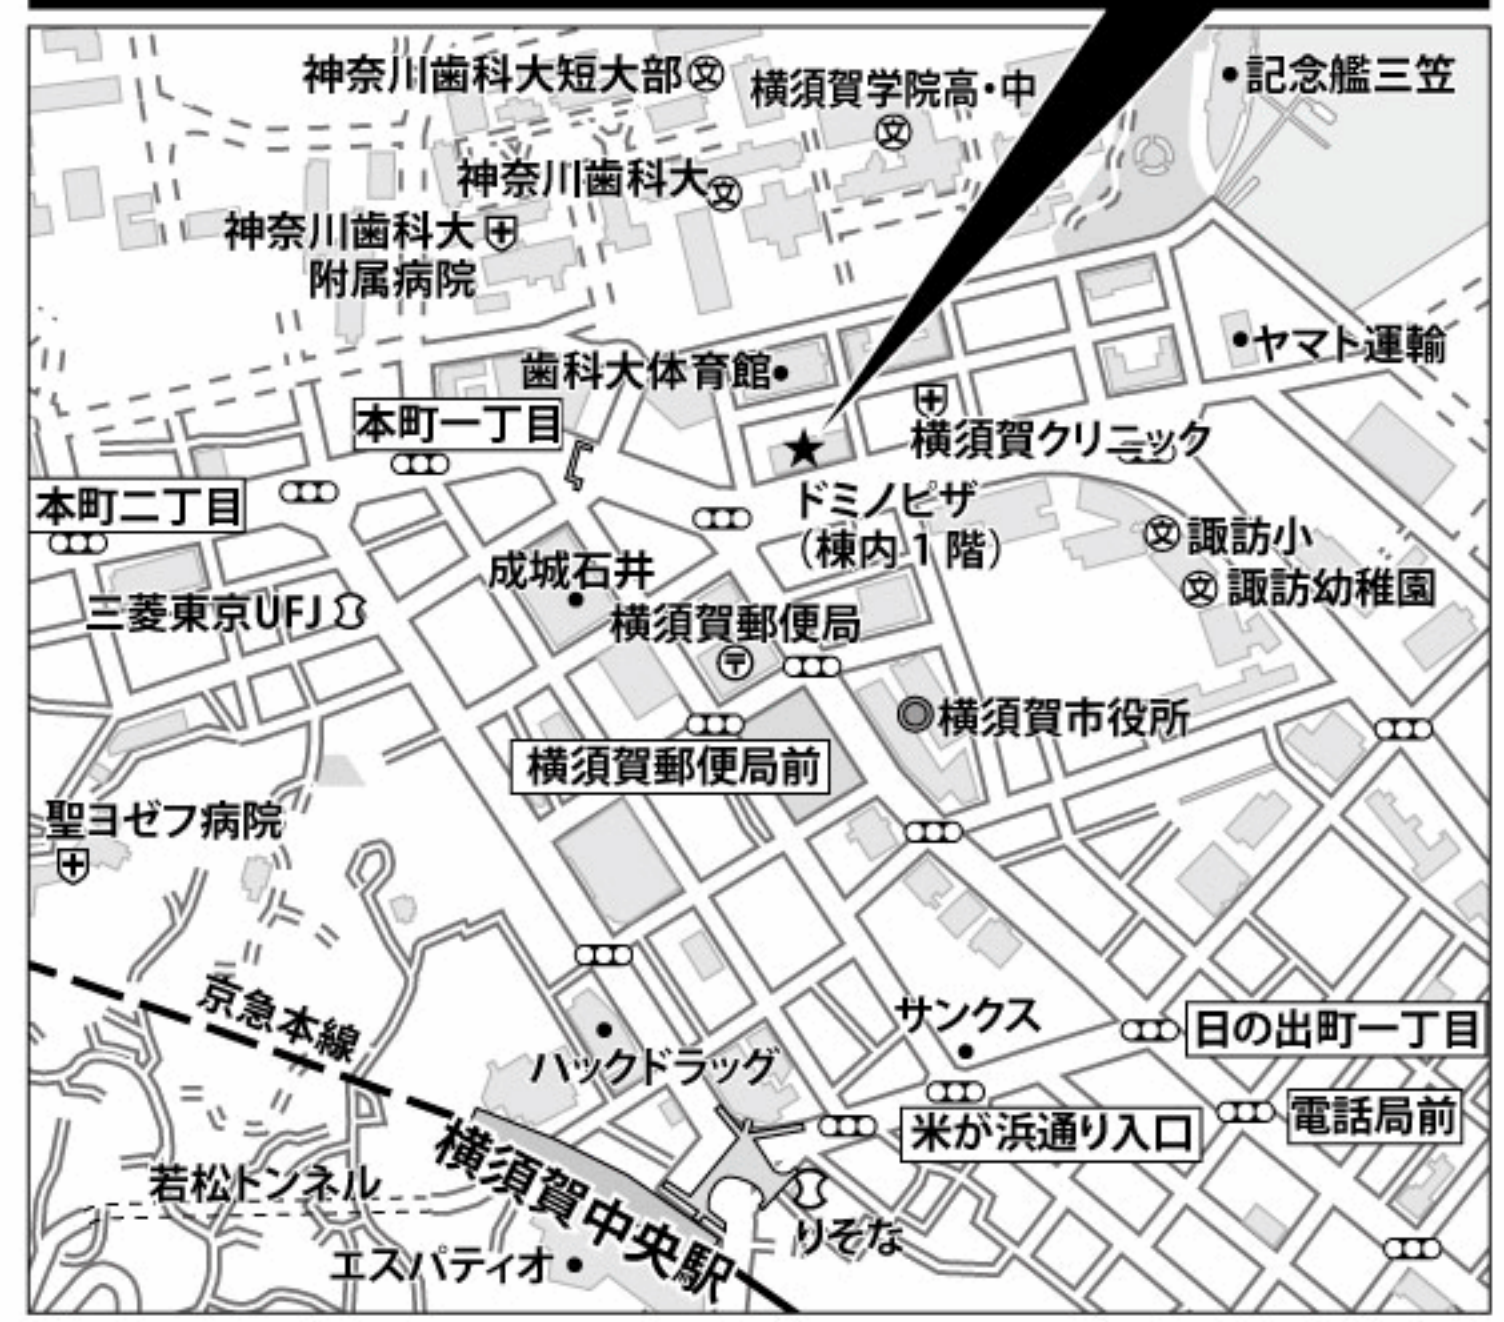 神奈川歯科大短大部
文
横須賀学院高・中
文
記念艦三笠
神奈川歯科大
文
神奈川歯科大
附属病院
ヤマト運輸
歯科大体育館
本町一丁目
横須賀クリニック
本町二丁目
ドミノピザ
（棟内1階）
文
諏訪小
成城石井
文
諏訪幼稚園
三菱東京UFJ
横須賀郵便局
〒
横須賀市役所
横須賀郵便局前
聖ヨゼフ病院
京急本線
サンクス
日の出町一丁目
ハックドラッグ
米が浜通り入口
電話局前
横須賀中央駅
若松トンネル
りそな
エスパティオ